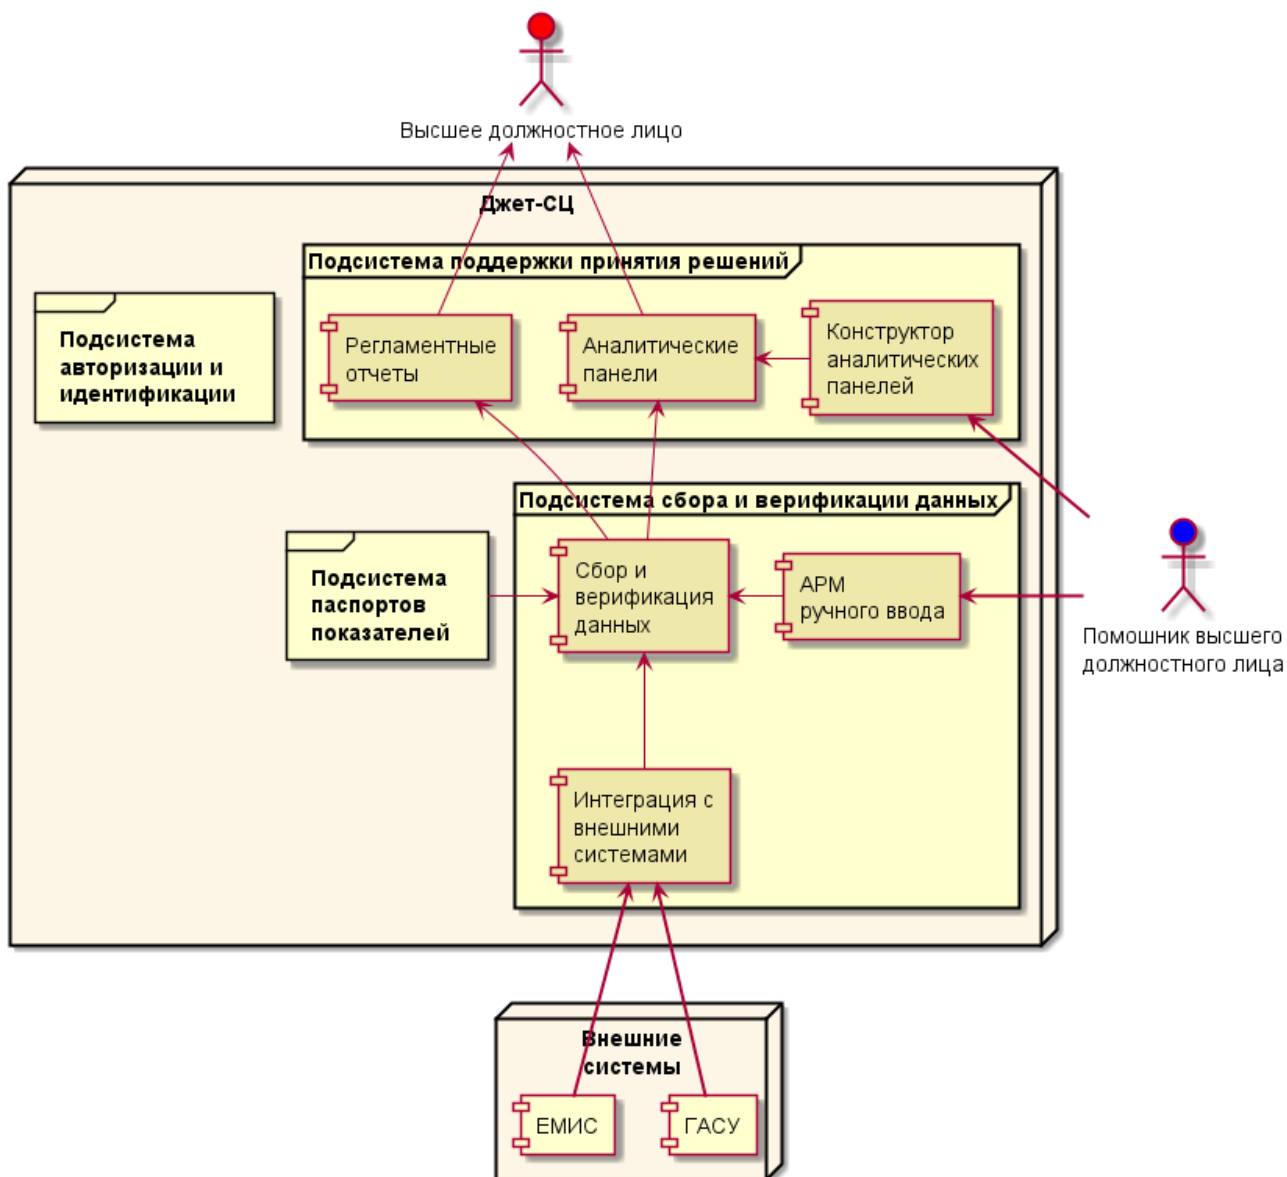 Высшее должностное лицо
Джет-СЦ
Подсистема поддержки принятия решений
Подсистема
авторизации и
идентификации
Регламентные
отчеты
Аналитические
панели
Конструктор
аналитических
панелей
Подсистема сбора и верификации данных
Подсистема
паспортов
показателей
Сбор и
верификация
данных
АРМ
ручного ввода
Помошник высшего
должностного лица
Интеграция с
внешними
системами
Внешние
системы
ЕМИС
ГАСУ